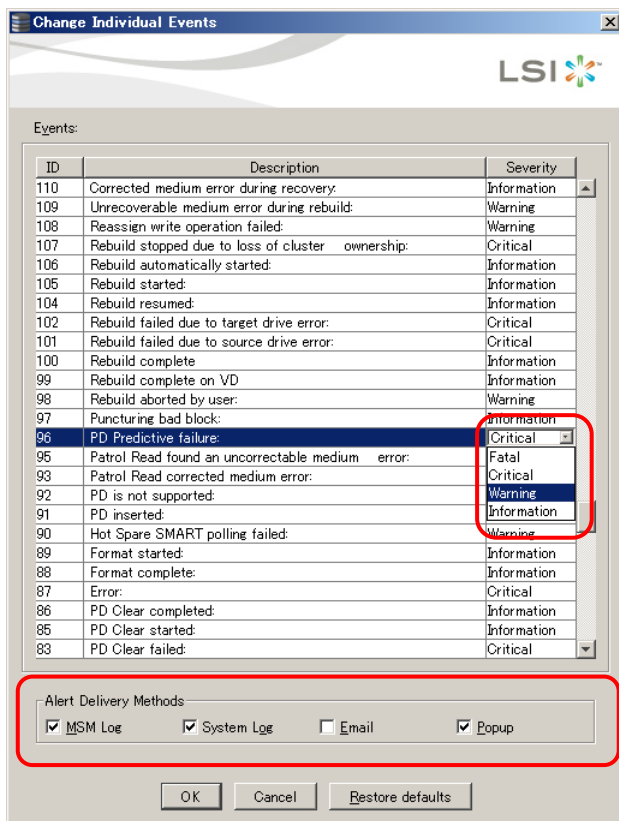 Change Individual Events
LSI
Events:
ID Description Severity
110 Corrected medium error during recovery: Information
109 Unrecoverable medium error during rebuild: Warning
108 Reassign write operation failed: Warning
107 Rebuild stopped due to loss of cluster ownership: Critical
106 Rebuild automatically started: Information
105 Rebuild started: Information
104 Rebuild resumed: Information
102 Rebuild failed due to target drive error: Critical
101 Rebuild failed due to source drive error: Critical
100 Rebuild complete Information
99 Rebuild complete on VD Information
98 Rebuild aborted by user: Warning
97 Puncturing bad block: Information
96 PD Predictive failure: Critical
95 Patrol Read found an uncorrectable medium error: Fatal
93 Patrol Read corrected medium error: Critical
92 PD is not supported: Warning
91 PD inserted: Information
90 Hot Spare SMART polling failed: Warning
89 Format started: Information
88 Format complete: Information
87 Error: Critical
86 PD Clear completed: Information
85 PD Clear started: Information
83 PD Clear failed: Critical
Alert Delivery Methods
MSM Log System Log Email Popup
OK Cancel Restore defaults